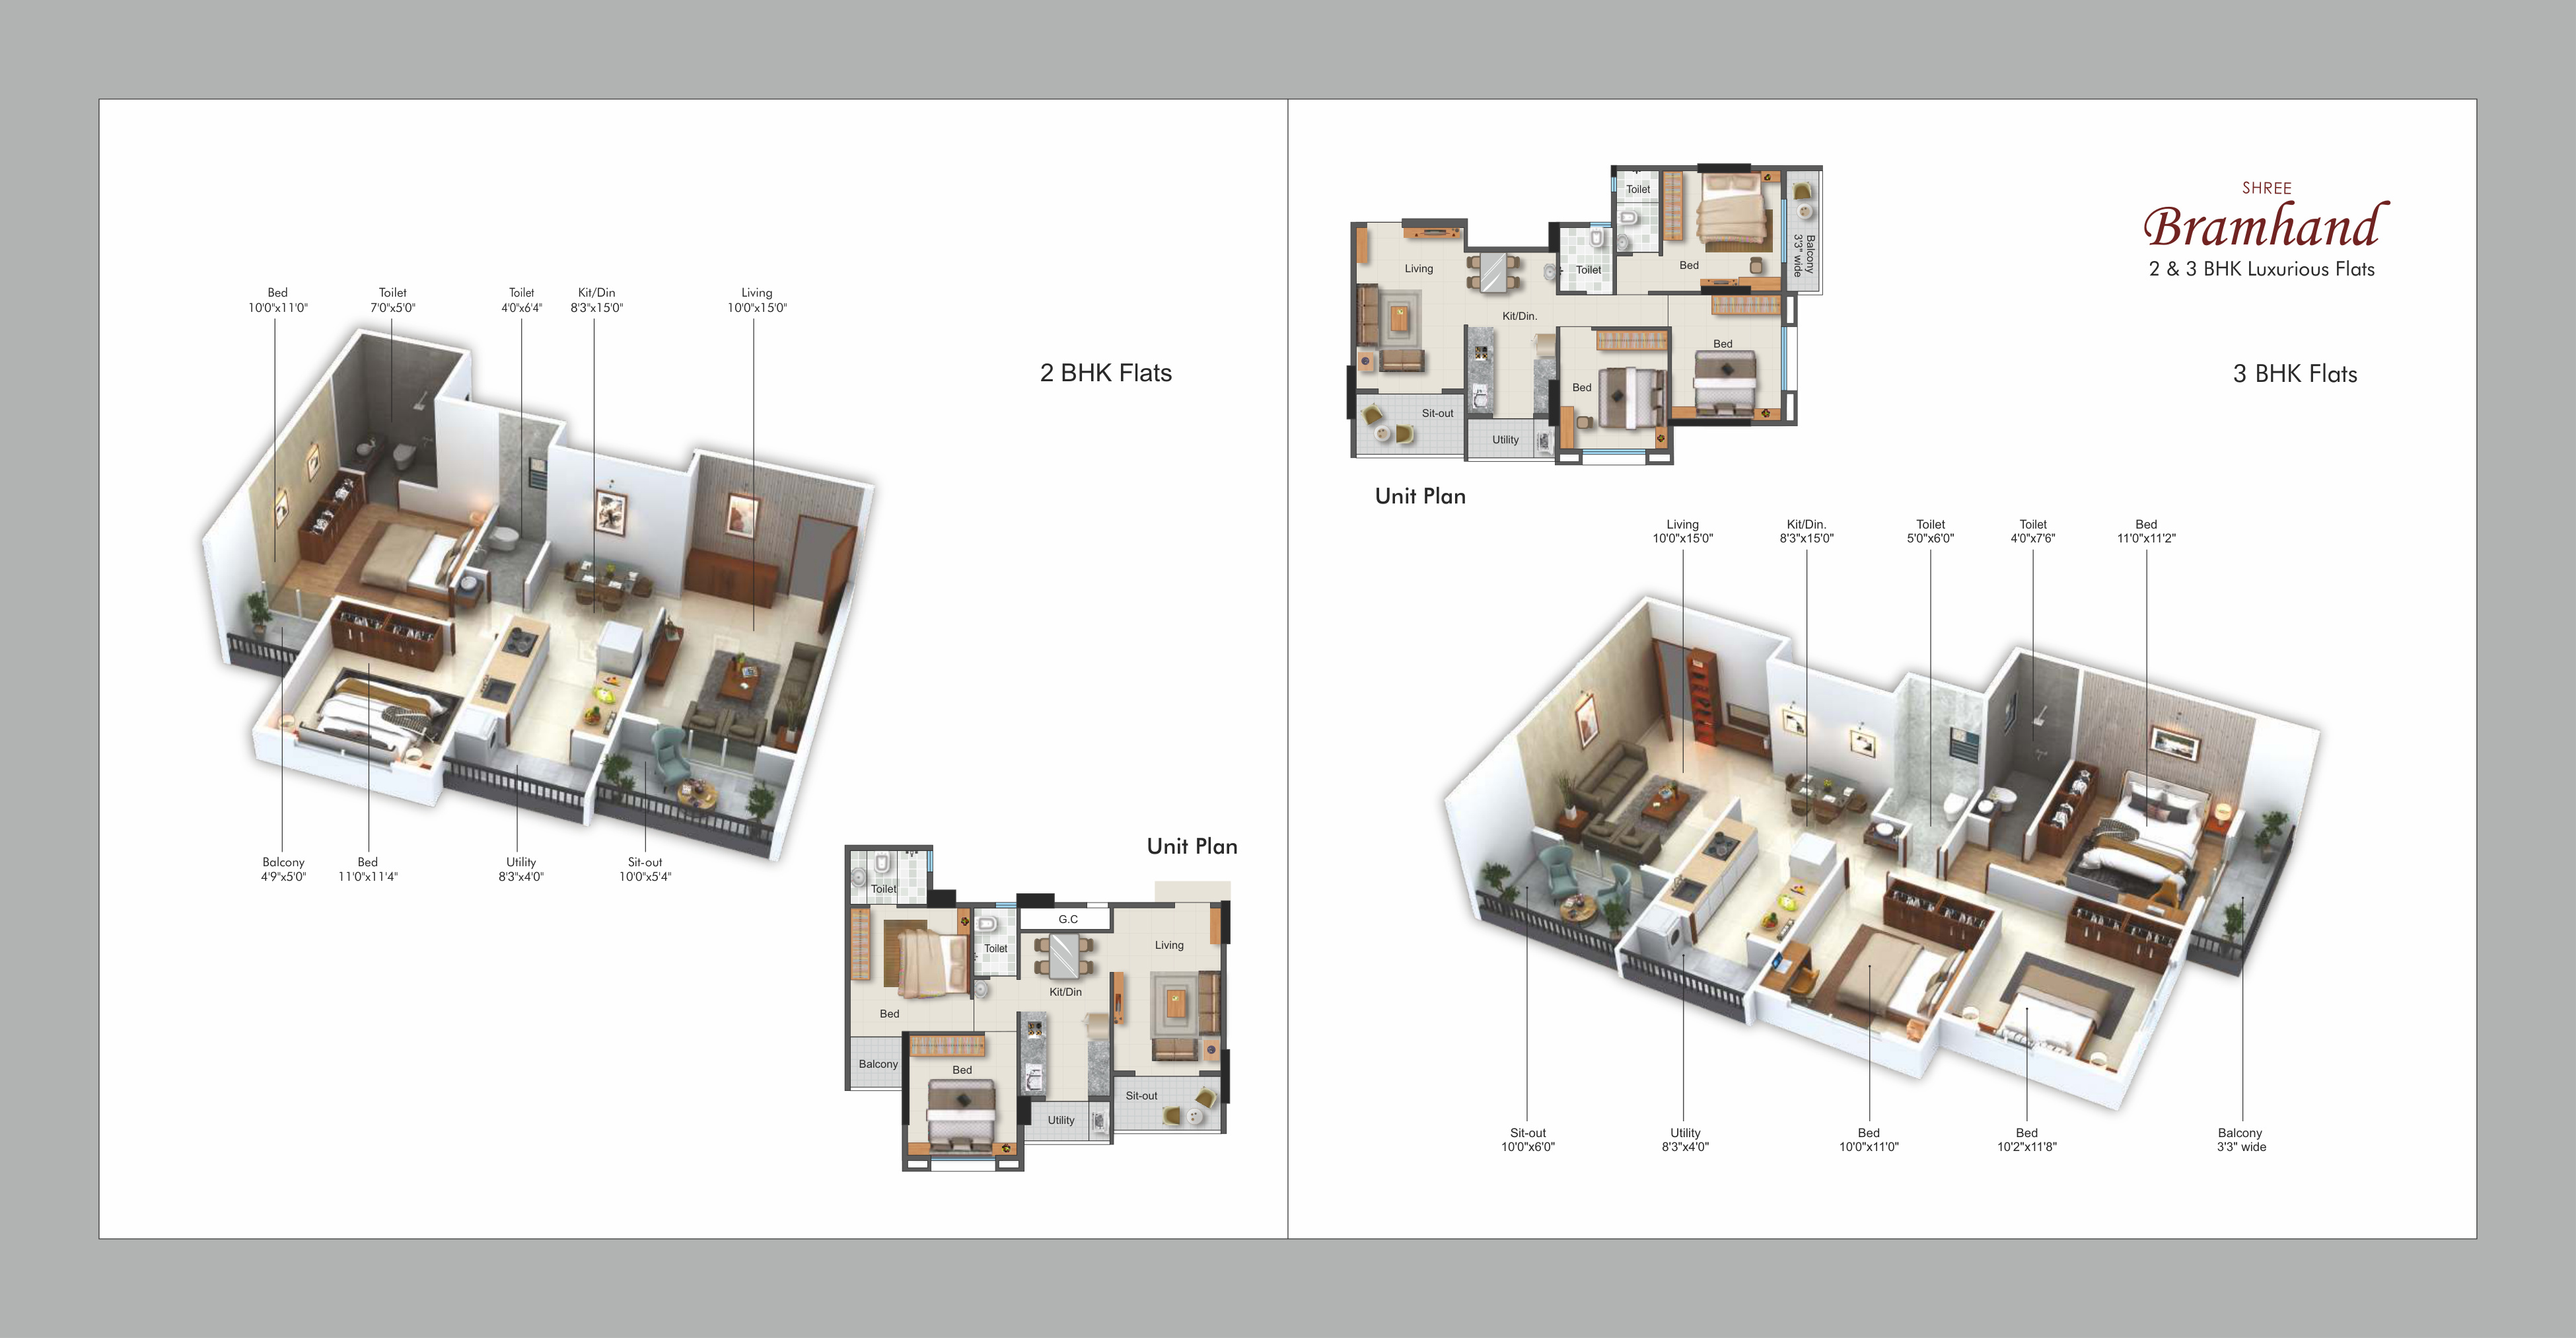 Bed
10'0"x11'0"
Toilet
7'0"x5'0"
Toilet
4'0"x6'4"
Kit/Din
8'3"x15'0"
Living
10'0"x15'0"
2 BHK Flats
Balcony
4'9"x5'0"
Bed
11'0"x11'4"
Utility
8'3"x4'0"
Sit-out
10'0"x5'4"
Unit Plan
Toilet
G.C
Toilet
Living
Kit/Din
Bed
Balcony
Bed
Sit-out
Utility
SHREE
Bramhand
2 & 3 BHK Luxurious Flats
3 BHK Flats
Toilet
Living
Toilet
Bed
Balcony
3'3" wide
Kit/Din.
Bed
Bed
Sit-out
Utility
Unit Plan
Living
10'0"x15'0"
Kit/Din.
8'3"x15'0"
Toilet
5'0"x6'0"
Toilet
4'0"x7'6"
Bed
11'0"x11'2"
Sit-out
10'0"x6'0"
Utility
8'3"x4'0"
Bed
10'0"x11'0"
Bed
10'2"x11'8"
Balcony
3'3" wide